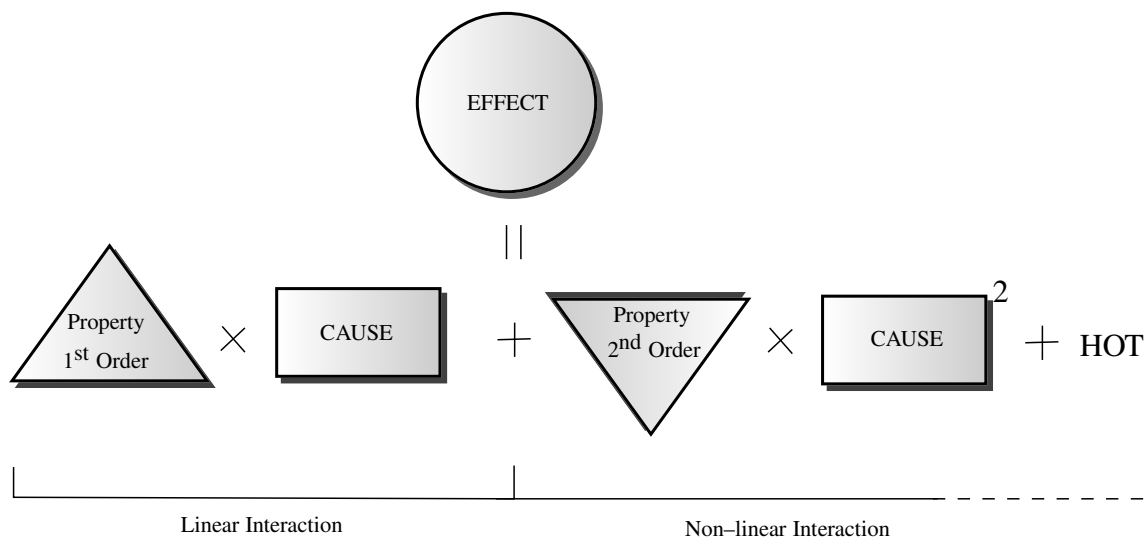 EFFECT
||
Property
1st Order
×
CAUSE
+
Property
2nd Order
×
CAUSE
2
+
HOT
Linear Interaction
Non–linear Interaction